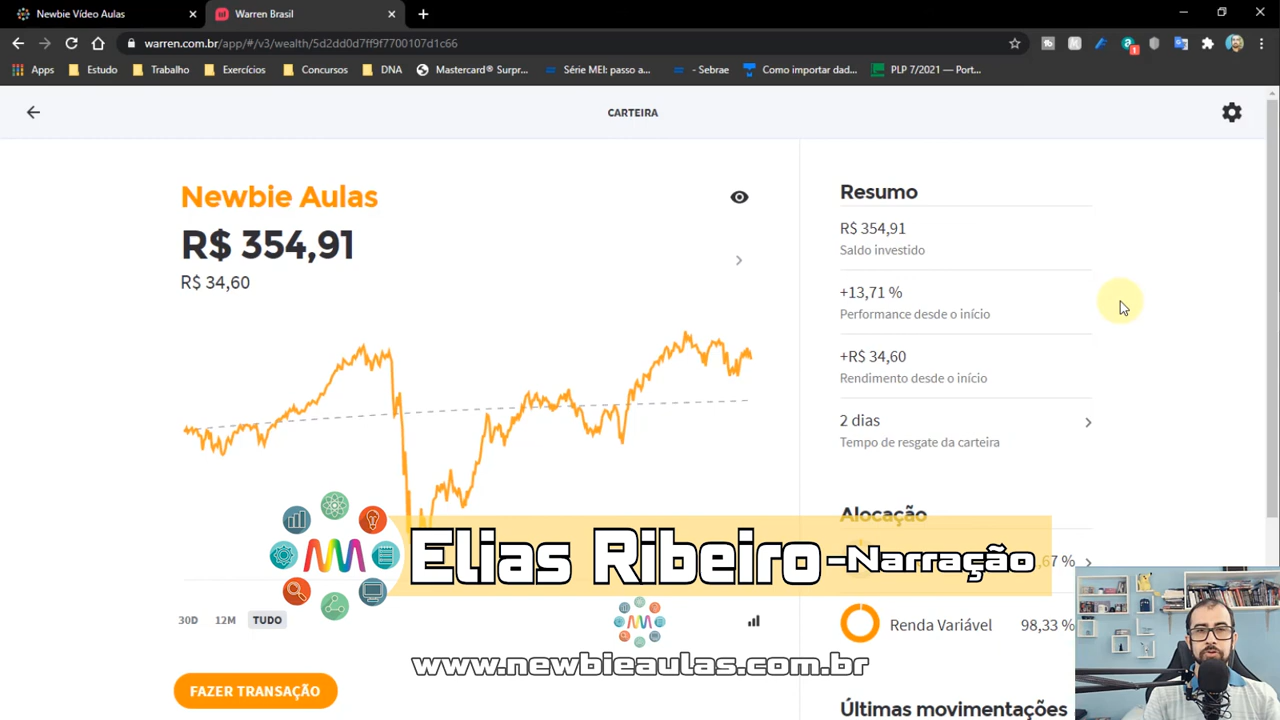 Newbie Vídeo Aulas
Warren Brasil
warren.com.br/app/#/v3/wealth/5d2dd0d7ff9f7700107d1c66
Apps
Estudo
Trabalho
Exercícios
Concursos
DNA
Mastercard® Surpr...
Série MEI: passo a...
- Sebrae
Como importar dad...
PLP 7/2021 — Port...
CARTEIRA
Newbie Aulas
R$ 354,91
R$ 34,60
Resumo
R$ 354,91
Saldo investido
+13,71 %
Performance desde o início
+R$ 34,60
Rendimento desde o início
2 dias
Tempo de resgate da carteira
Alocação
,67 %
Elias Ribeiro-Narração
30D
12M
TUDO
Renda Variável
98,33 %
www.newbieaulas.com.br
FAZER TRANSAÇÃO
Últimas movimentações